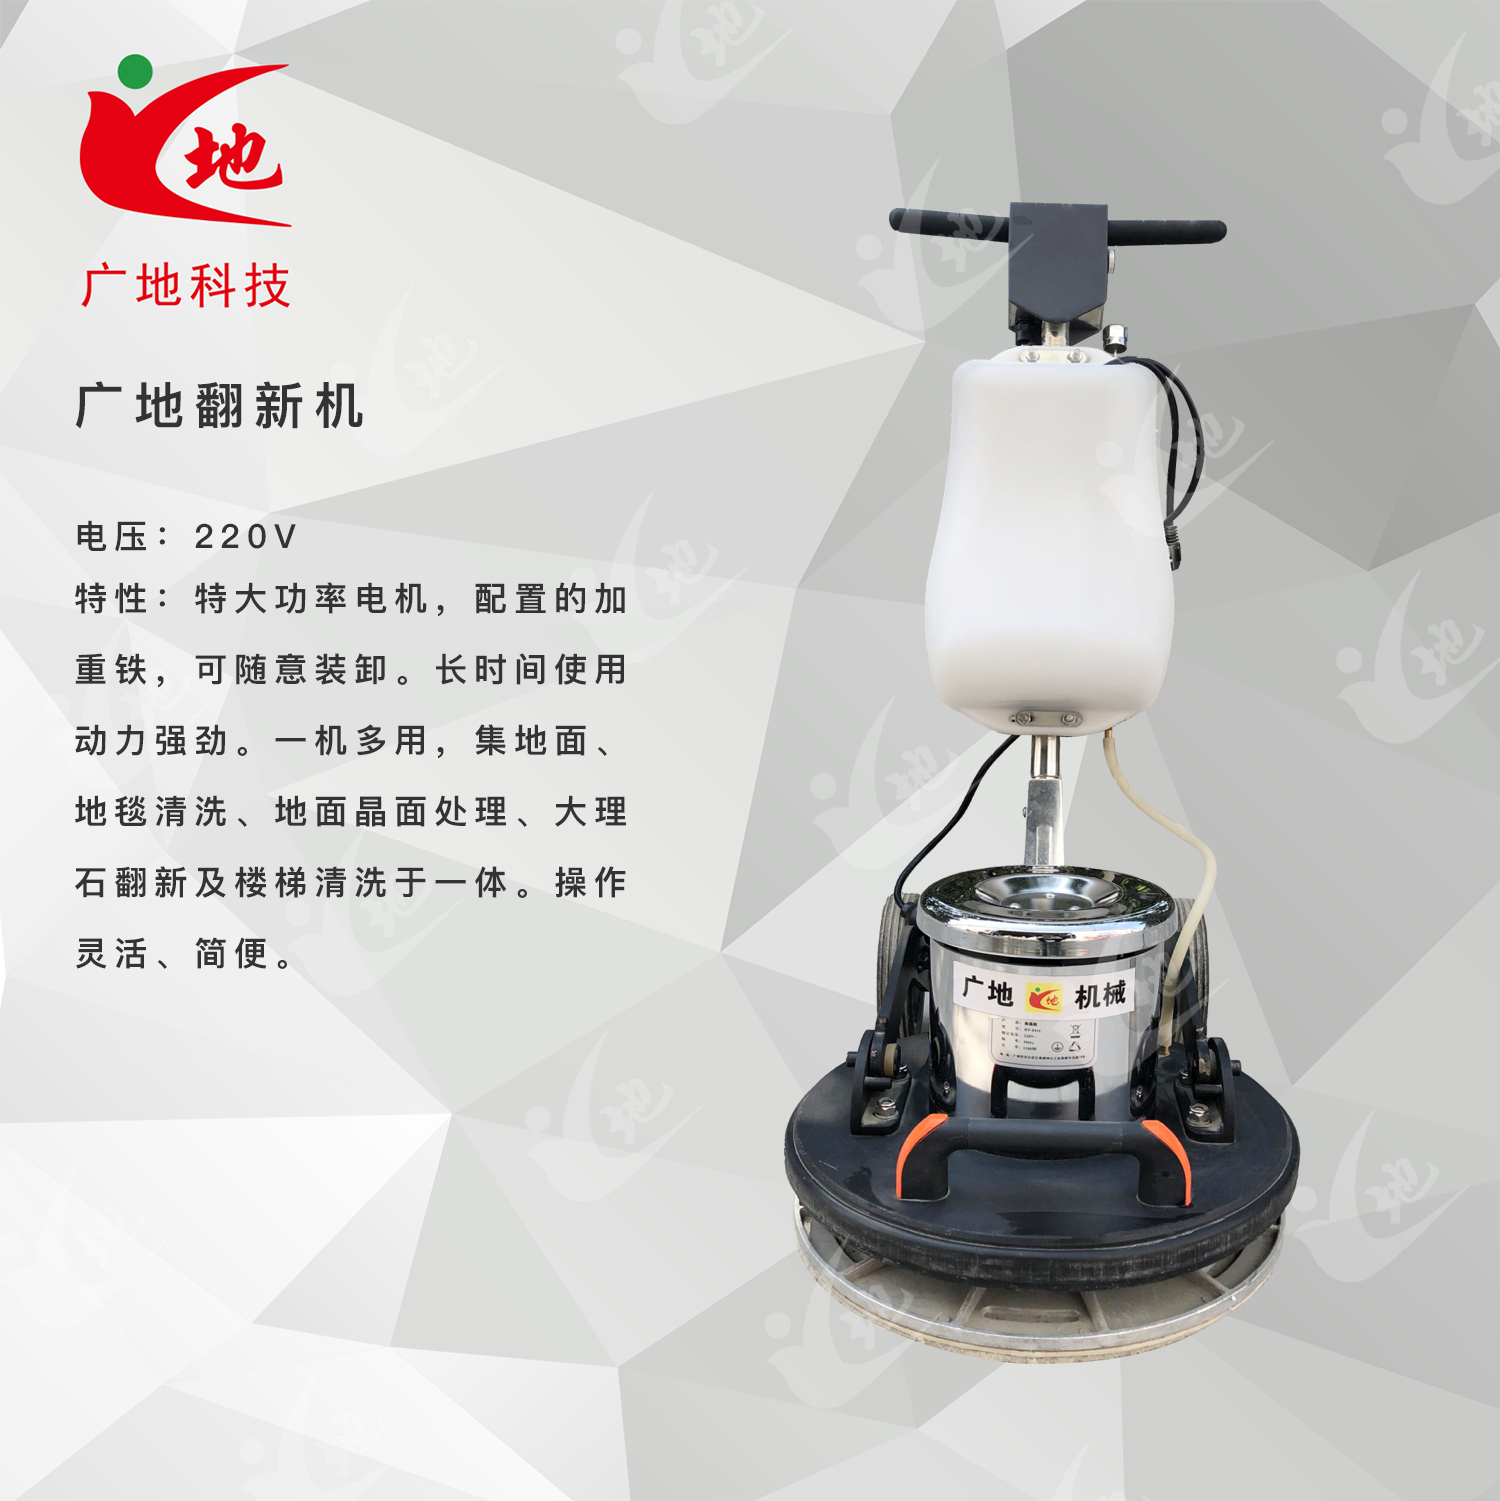 地
广地科技
广地翻新机
电压：220V
特性：特大功率电机，配置的加
重铁，可随意装卸。长时间使用
动力强劲。一机多用，集地面、
地毯清洗、地面晶面处理、大理
石翻新及楼梯清洗于一体。操作
灵活、简便。
广地 地 机械